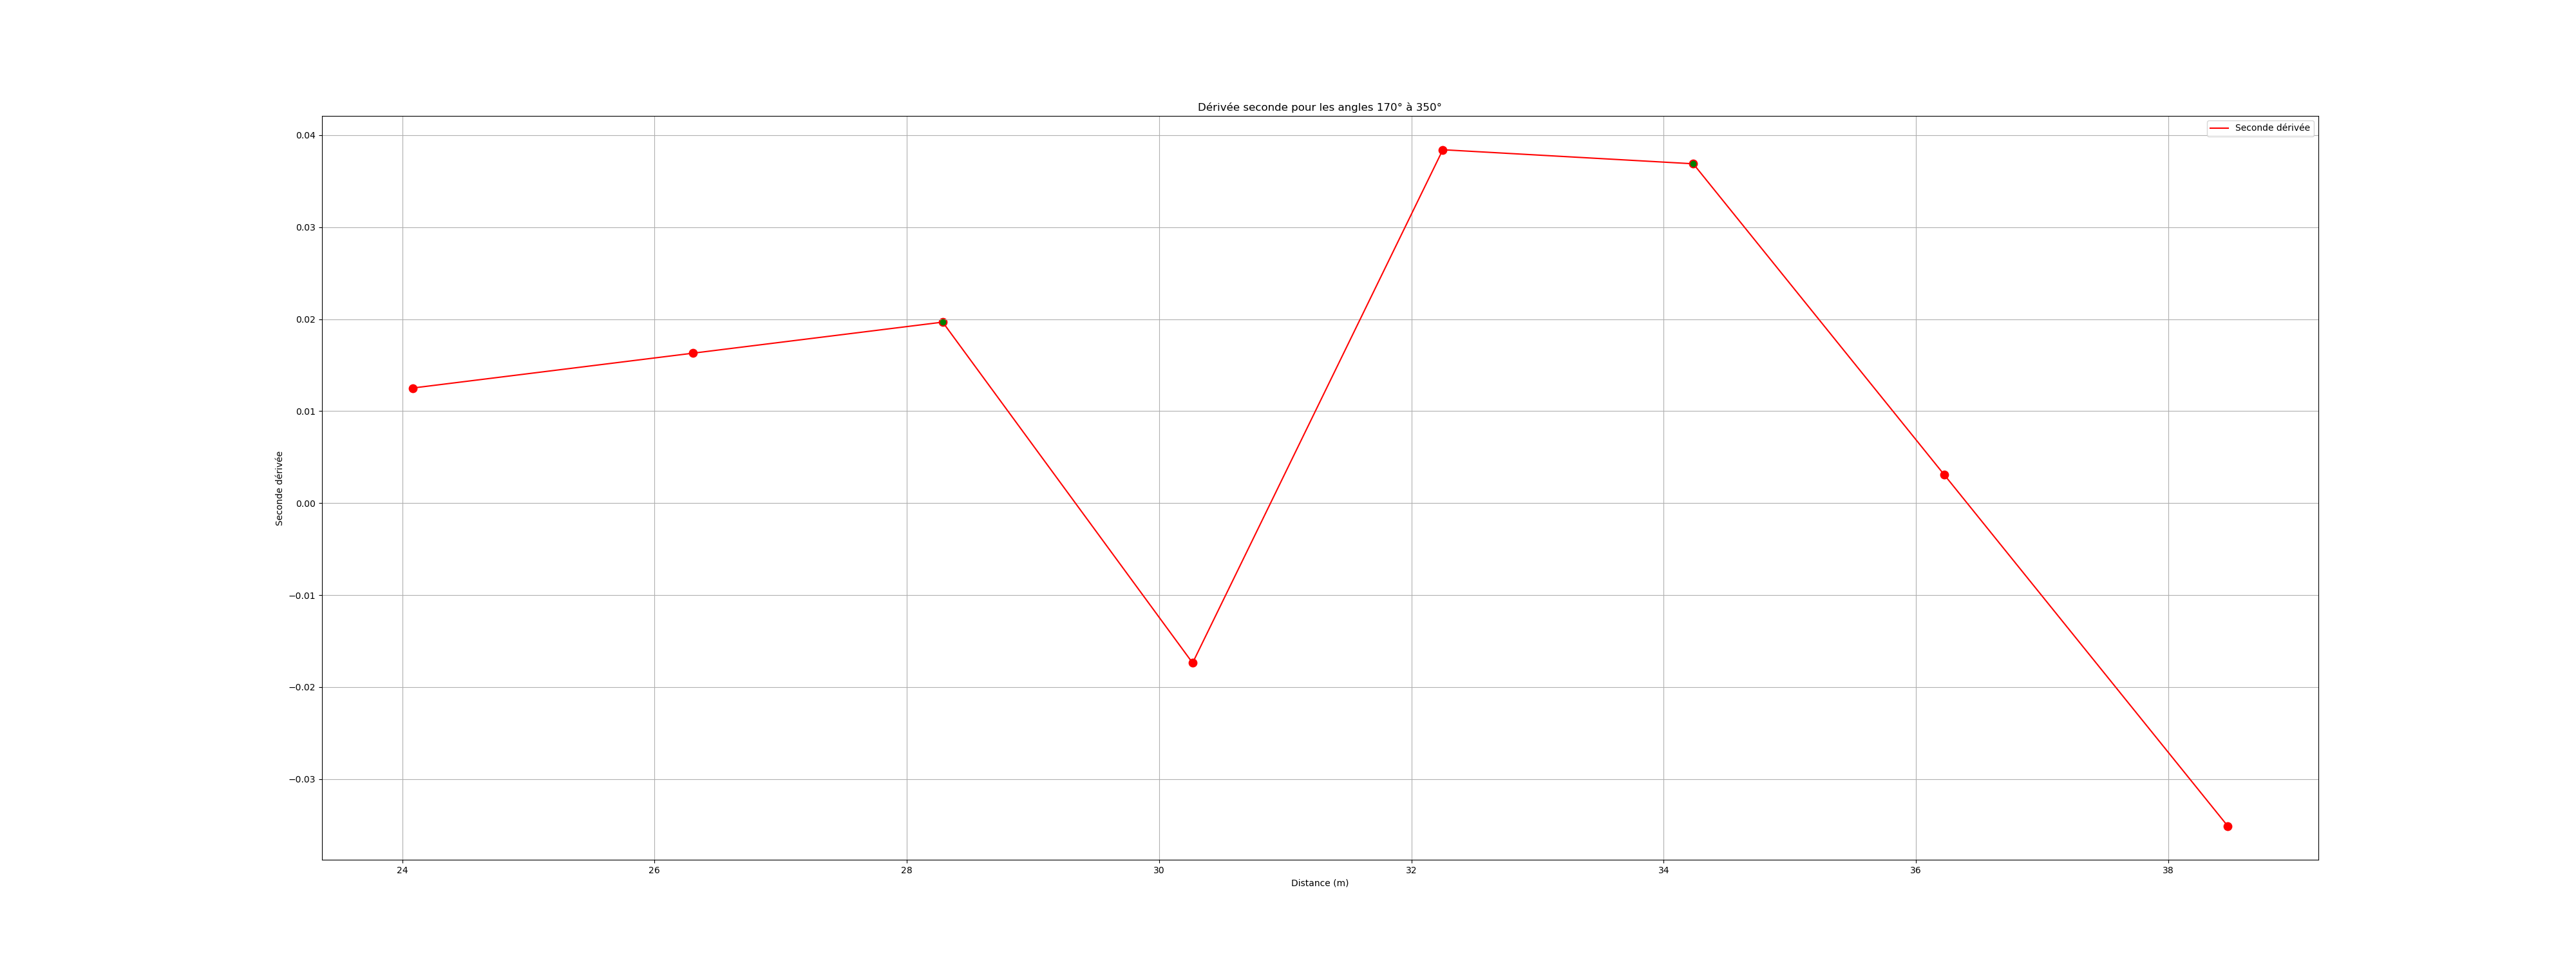 Dérivée seconde pour les angles 170° à 350°
Seconde dérivée
0.04
0.03
0.02
0.01
0.00
−0.01
−0.02
−0.03
Seconde dérivée
24 26 28 30 32 34 36 38
Distance (m)